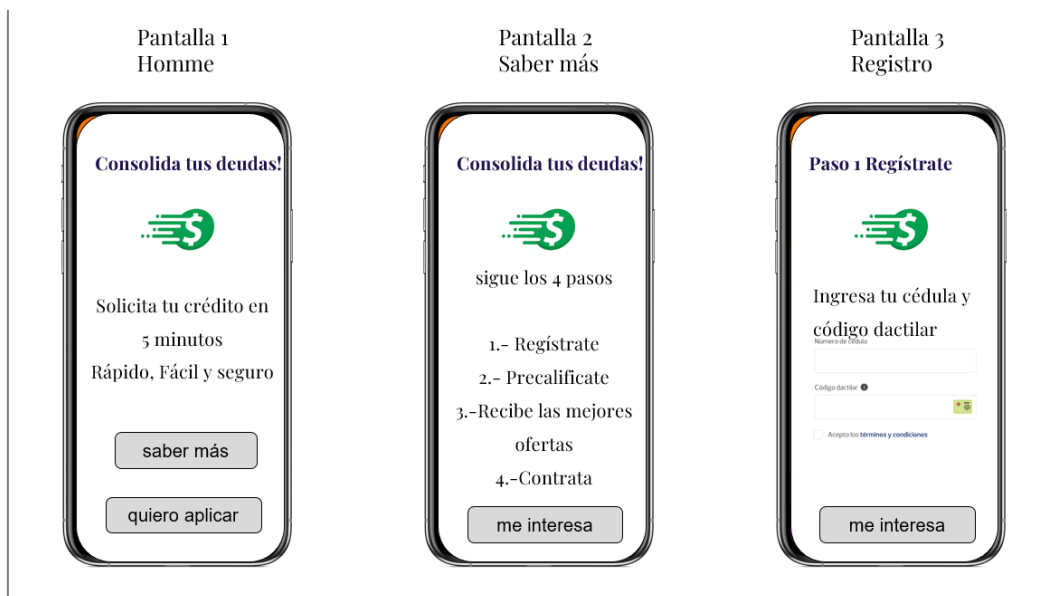 Pantalla 1
Homme
Consolida tus deudas!
$
Solicita tu crédito en
5 minutos
Rápido, Fácil y seguro
saber más
quiero aplicar
Pantalla 2
Saber más
Consolida tus deudas!
$
sigue los 4 pasos
1.- Regístrate
2.- Precalificate
3.-Recibe las mejores
ofertas
4.-Contrata
me interesa
Pantalla 3
Registro
Paso 1 Regístrate
$
Ingresa tu cédula y
código dactilar
Número de cédula
Código dactilar
Acepto los términos y condiciones
me interesa